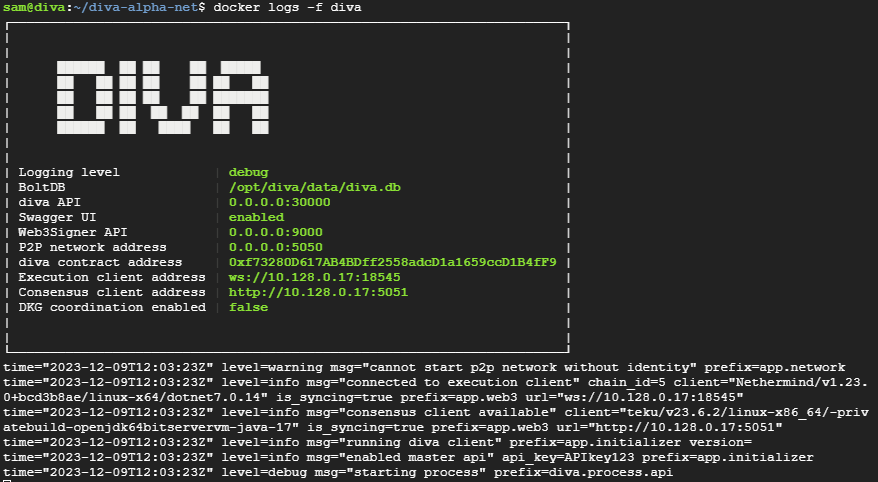 sam@diva:~/diva-alpha-net$ docker logs -f diva
DIVA
| Logging level | debug |
| BoltDB | /opt/diva/data/diva.db |
| diva API | 0.0.0.0:30000 |
| Swagger UI | enabled |
| Web3Signer API | 0.0.0.0:9000 |
| P2P network address | 0.0.0.0:5050 |
| diva contract address | 0xf73280D617AB4BDff2558adcD1a1659ccD1B4fF9 |
| Execution client address | ws://10.128.0.17:18545 |
| Consensus client address | http://10.128.0.17:5051 |
| DKG coordination enabled | false |
time="2023-12-09T12:03:23Z" level=warning msg="cannot start p2p network without identity" prefix=app.network
time="2023-12-09T12:03:23Z" level=info msg="connected to execution client" chain_id=5 client="Nethermind/v1.23.
0+bcd3b8ae/linux-x64/dotnet7.0.14" is_syncing=true prefix=app.web3 url="ws://10.128.0.17:18545"
time="2023-12-09T12:03:23Z" level=info msg="consensus client available" client="teku/v23.6.2/linux-x86_64/-priv
atebuild-openjdk64bitservervm-java-17" is_syncing=true prefix=app.web3 url="http://10.128.0.17:5051"
time="2023-12-09T12:03:23Z" level=info msg="running diva client" prefix=app.initializer version=
time="2023-12-09T12:03:23Z" level=info msg="enabled master api" api_key=APIkey123 prefix=app.initializer
time="2023-12-09T12:03:23Z" level=debug msg="starting process" prefix=diva.process.api